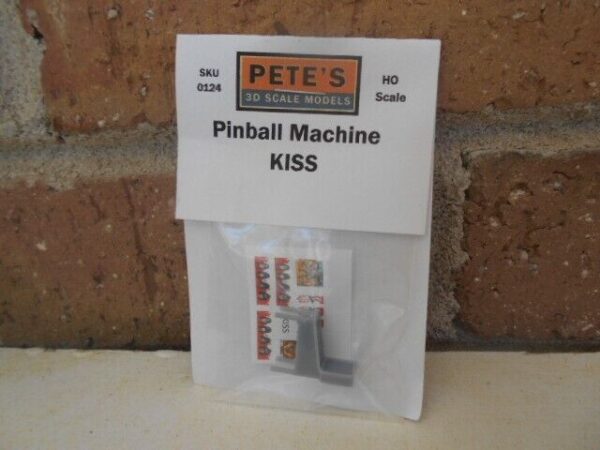 SKU
0124
PETE'S
3D SCALE MODELS
HO
Scale
Pinball Machine
KISS